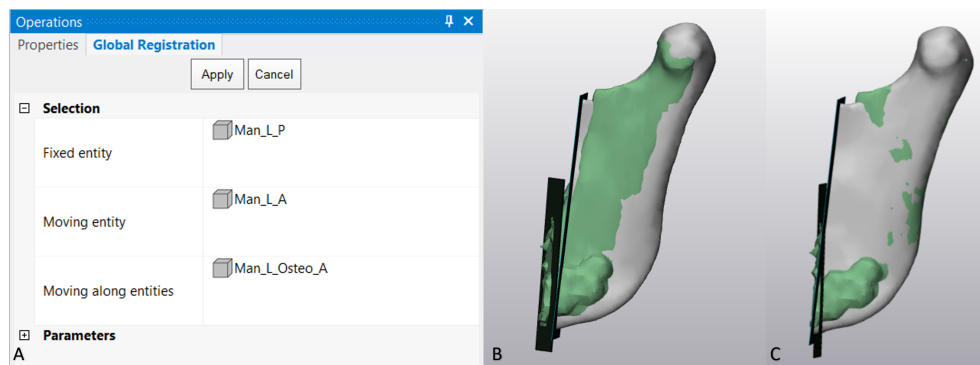 Operations
Properties Global Registration
Apply Cancel
Selection
Fixed entity Man_L_P
Moving entity Man_L_A
Moving along entities Man_L_Osteo_A
Parameters
A B C